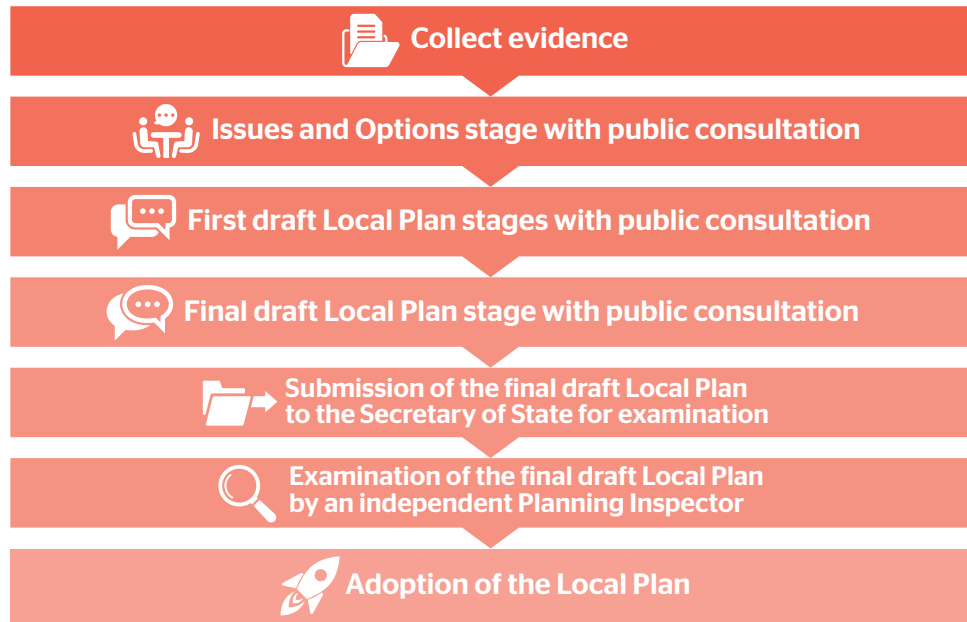 Collect evidence
Issues and Options stage with public consultation
First draft Local Plan stages with public consultation
Final draft Local Plan stage with public consultation
Submission of the final draft Local Plan
to the Secretary of State for examination
Examination of the final draft Local Plan
by an independent Planning Inspector
Adoption of the Local Plan